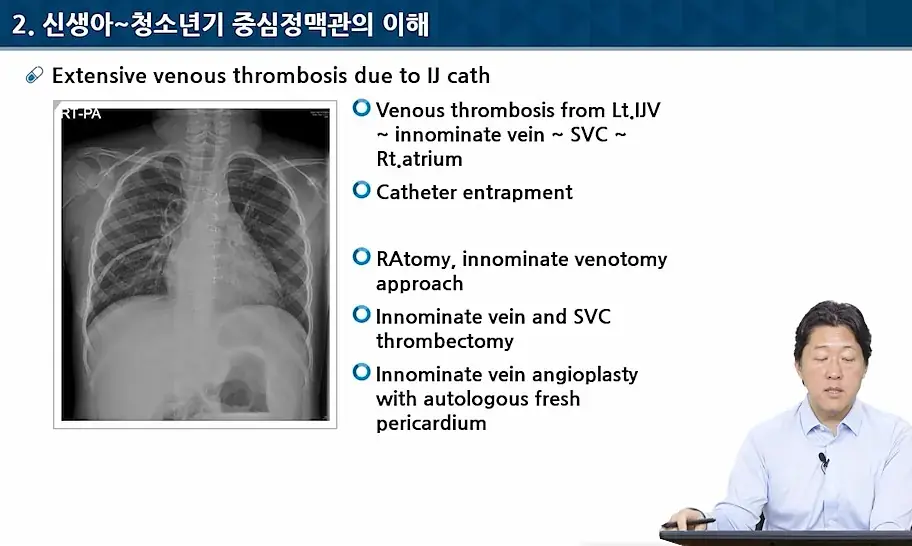 2. 신생아~청소년기 중심정맥관의 이해
Extensive venous thrombosis due to IJ cath
RT-PA
Venous thrombosis from Lt.IJV
~ innominate vein ~ SVC ~
Rt.atrium
Catheter entrapment
RAtomy, innominate venotomy
approach
Innominate vein and SVC
thrombectomy
Innominate vein angioplasty
with autologous fresh
pericardium